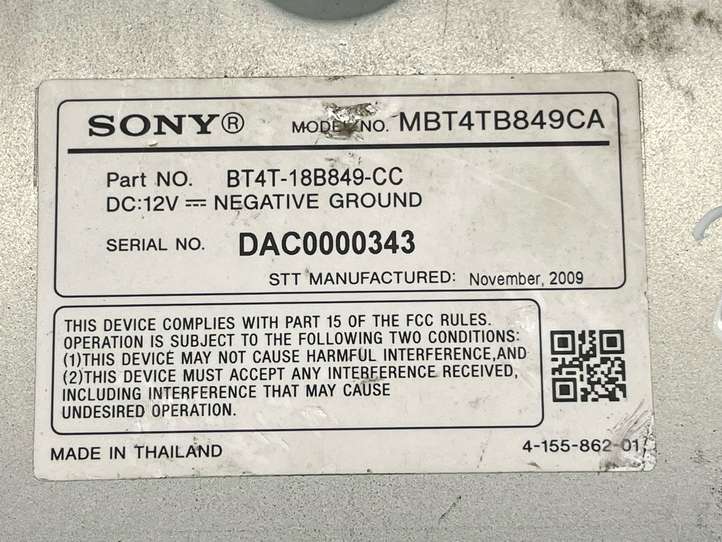 SONY® MODEL NO. MBT4TB849CA
Part NO. BT4T-18B849-CC
DC:12V ⎓ NEGATIVE GROUND
SERIAL NO. DAC0000343
STT MANUFACTURED: November, 2009
THIS DEVICE COMPLIES WITH PART 15 OF THE FCC RULES.
OPERATION IS SUBJECT TO THE FOLLOWING TWO CONDITIONS:
(1)THIS DEVICE MAY NOT CAUSE HARMFUL INTERFERENCE,AND
(2)THIS DEVICE MUST ACCEPT ANY INTERFERENCE RECEIVED,
INCLUDING INTERFERENCE THAT MAY CAUSE
UNDESIRED OPERATION.
MADE IN THAILAND 4-155-862-01